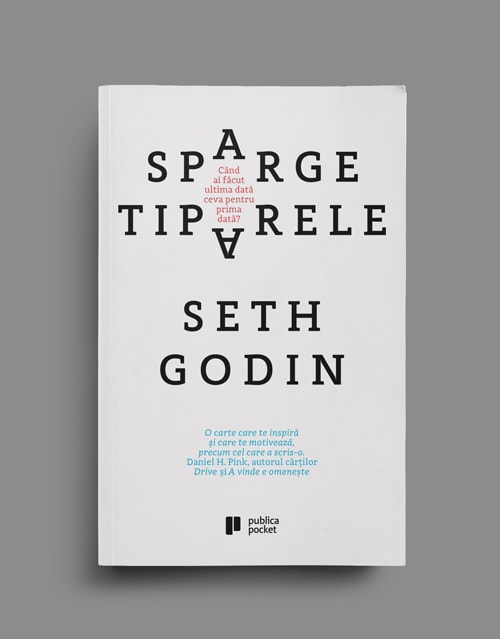 SPARGE
Când
ai făcut
ultima dată
ceva pentru
prima
dată?
TIPARELE
SETH
GODIN
O carte care te inspiră
și care te motivează,
precum cel care a scris-o.
Daniel H. Pink, autorul cărților
Drive și A vinde e omenește
publica
pocket